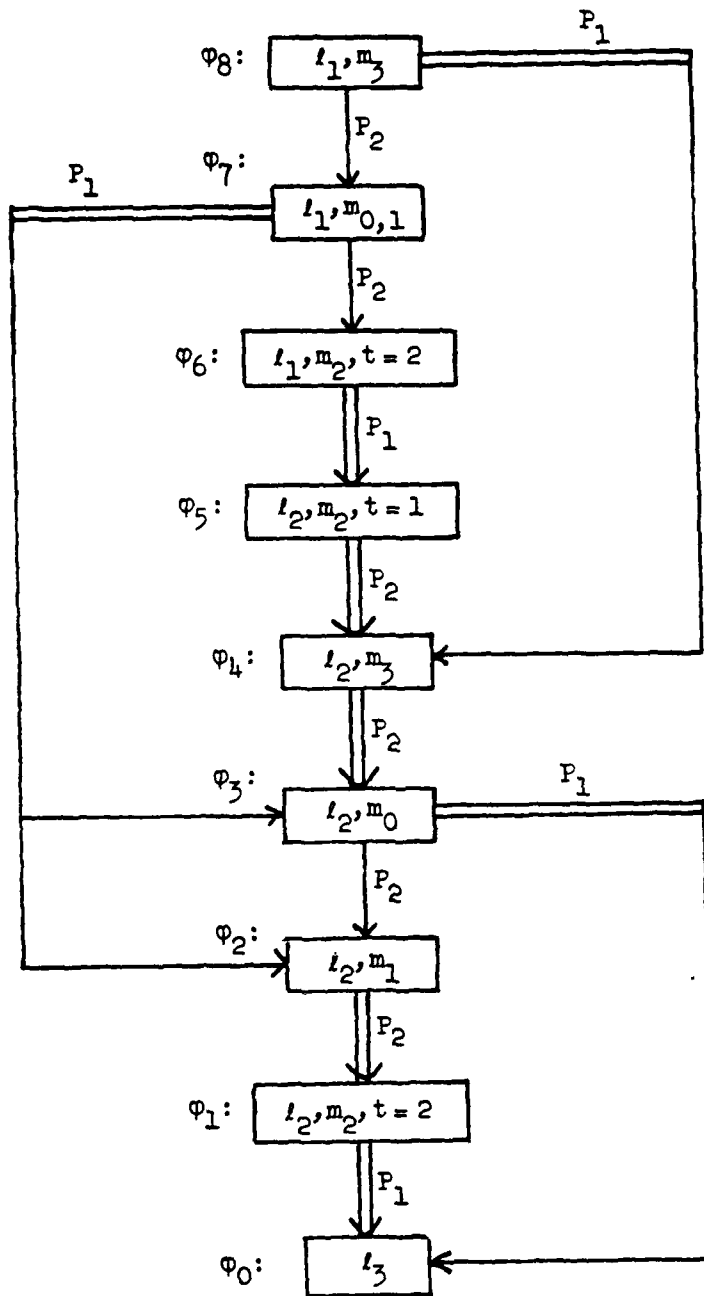 P₁
φ₈: ℓ₁, m₃
P₂
φ₇:
P₁
ℓ₁, m₀,₁
P₂
φ₆: ℓ₁, m₂, t = 2
P₁
φ₅: ℓ₂, m₂, t = 1
P₂
φ₄: ℓ₂, m₃
P₂
φ₃: P₁
ℓ₂, m₀
P₂
φ₂:
ℓ₂, m₁
P₂
φ₁: ℓ₂, m₂, t = 2
P₁
φ₀: ℓ₃